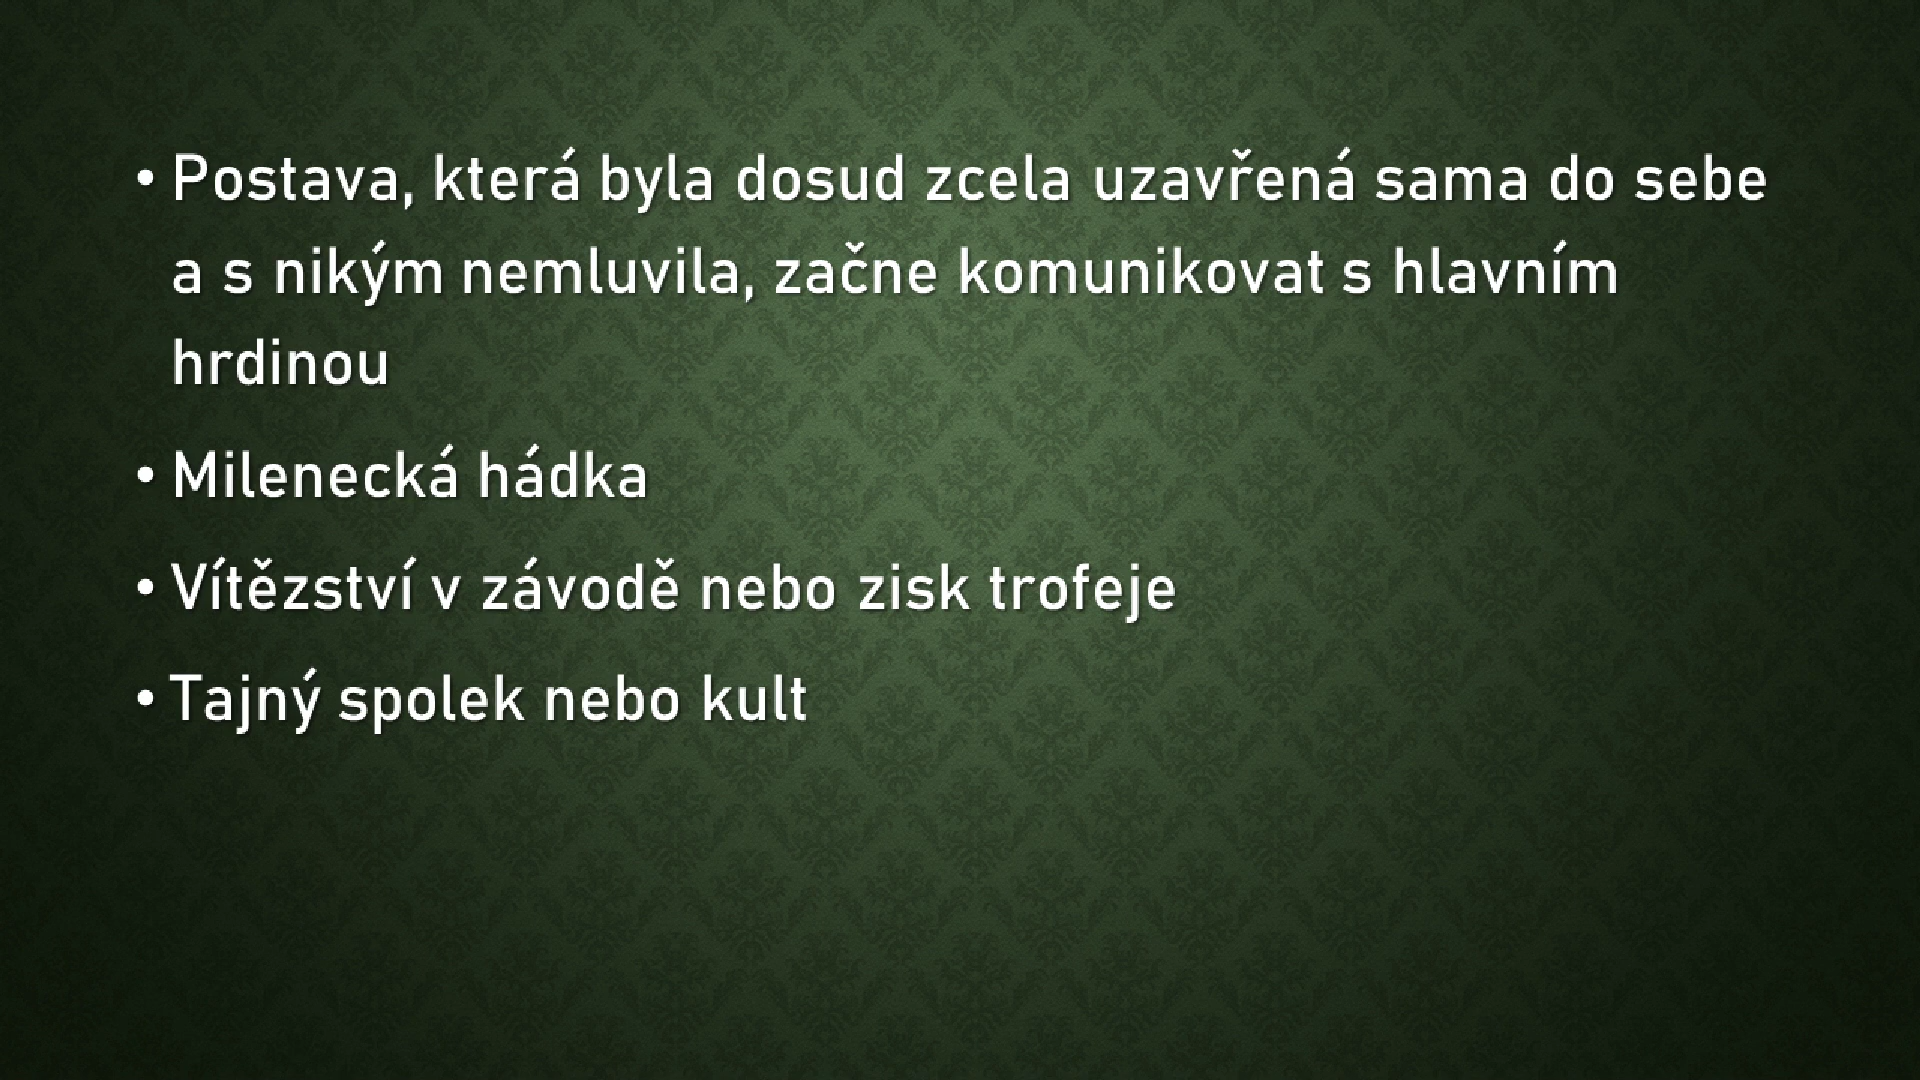 • Postava, která byla dosud zcela uzavřená sama do sebe
a s nikým nemluvila, začne komunikovat s hlavním
hrdinou
• Milenecká hádka
• Vítězství v závodě nebo zisk trofeje
• Tajný spolek nebo kult